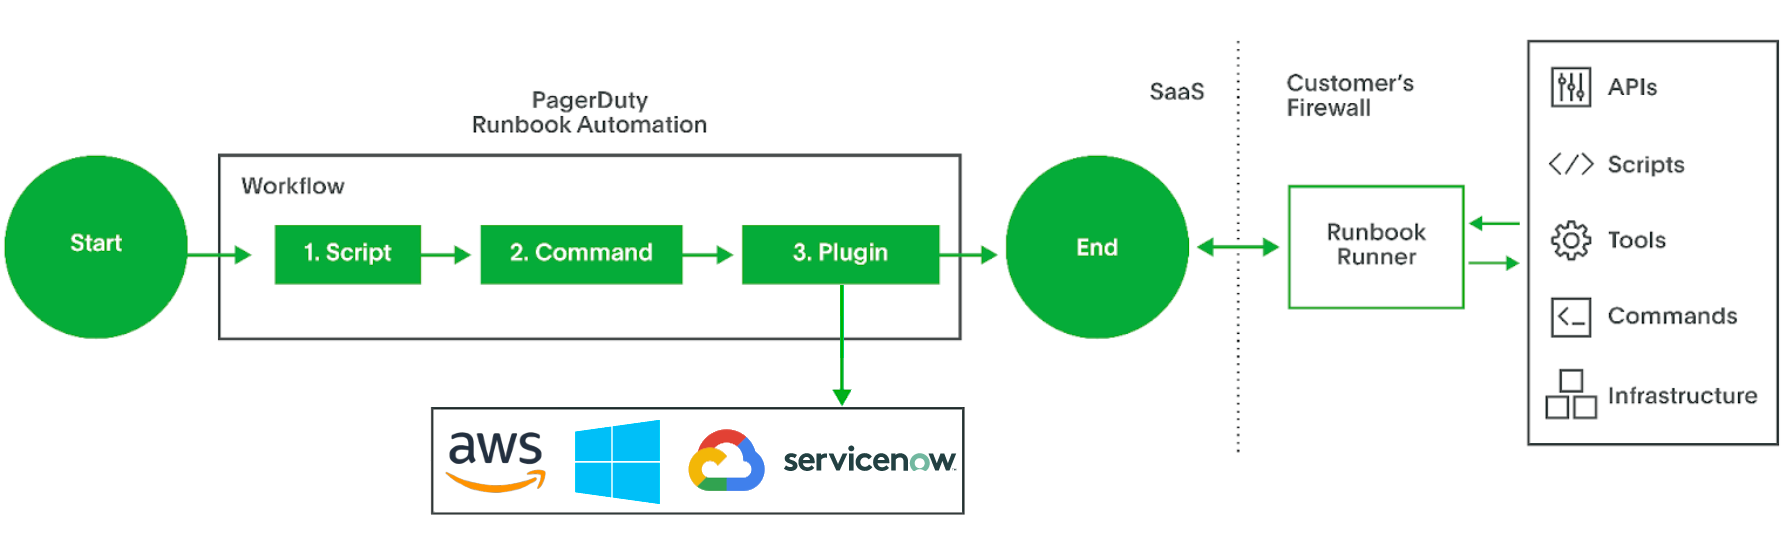 PagerDuty
Runbook Automation
Workflow
Start
1. Script
2. Command
3. Plugin
End
aws
servicenow™
SaaS
Customer’s
Firewall
Runbook
Runner
APIs
Scripts
Tools
Commands
Infrastructure